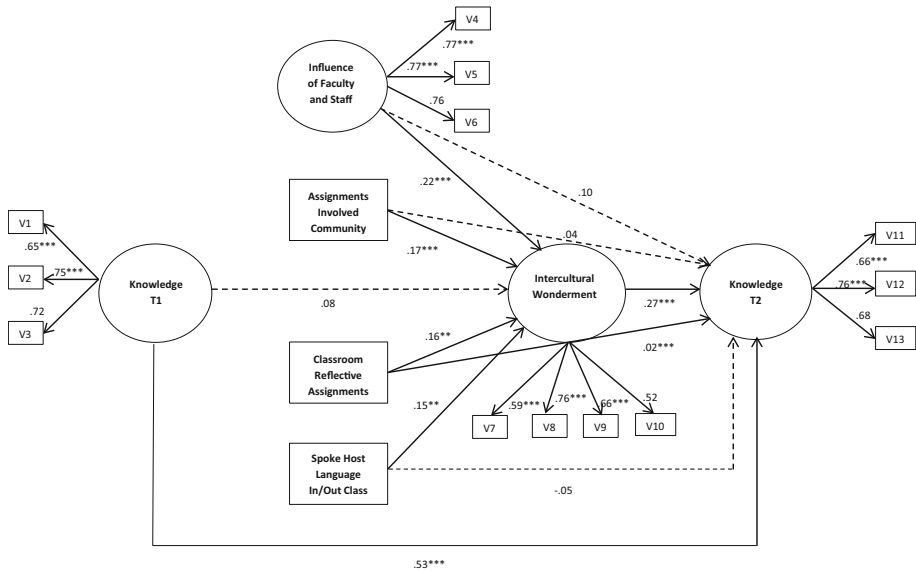 V4
.77***
Influence
of Faculty
and Staff
.77***
V5
.76
V6
.22***
.10
Assignments
Involved
Community
.04
.17***
V1
.65***
V2
.75***
V3
.72
Knowledge
T1
.08
Intercultural
Wonderment
.27***
Knowledge
T2
V11
.66***
V12
.76***
.68
V13
.16**
.02***
Classroom
Reflective
Assignments
.15**
.59***
.76***
.66***
.52
V7
V8
V9
V10
Spoke Host
Language
In/Out Class
-.05
.53***